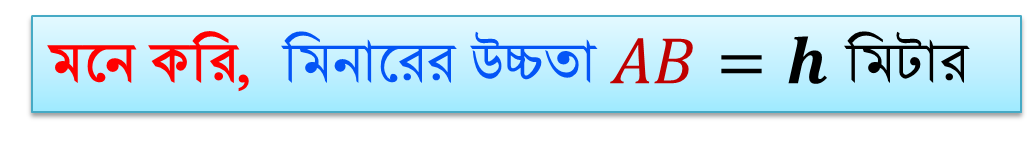 মনে করি, মিনারের উচ্চতা AB = h মিটার